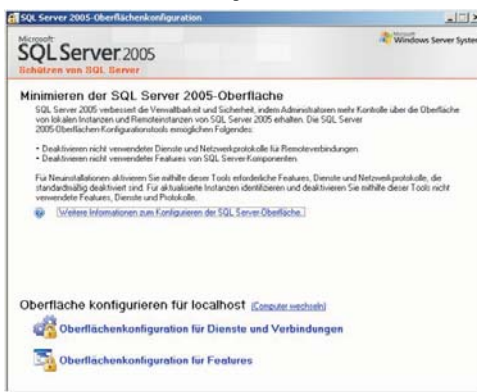 SQL Server 2005-Oberflächenkonfiguration
Microsoft
SQL Server 2005
Microsoft
Windows Server System
Schützen von SQL Server
Minimieren der SQL Server 2005-Oberfläche
SQL Server 2005 verbessert die Verwaltbarkeit und Sicherheit, indem Administratoren mehr Kontrolle über die Oberfläche
von lokalen Instanzen und Remoteinstanzen von SQL Server 2005 erhalten. Die SQL Server
2005-Oberflächen-Konfigurationstools ermöglichen Folgendes:
• Deaktivieren nicht verwendeter Dienste und Netzwerkprotokolle für Remoteverbindungen.
• Deaktivieren nicht verwendeter Features von SQL Server-Komponenten.
Für Neuinstallationen aktivieren Sie mithilfe dieser Tools erforderliche Features, Dienste und Netzwerkprotokolle, die
standardmäßig deaktiviert sind. Für aktualisierte Instanzen identifizieren und deaktivieren Sie mithilfe dieser Tools nicht
verwendete Features, Dienste und Protokolle.
Weitere Informationen zum Konfigurieren der SQL Server-Oberfläche.
Oberfläche konfigurieren für localhost (Computer wechseln)
Oberflächenkonfiguration für Dienste und Verbindungen
Oberflächenkonfiguration für Features